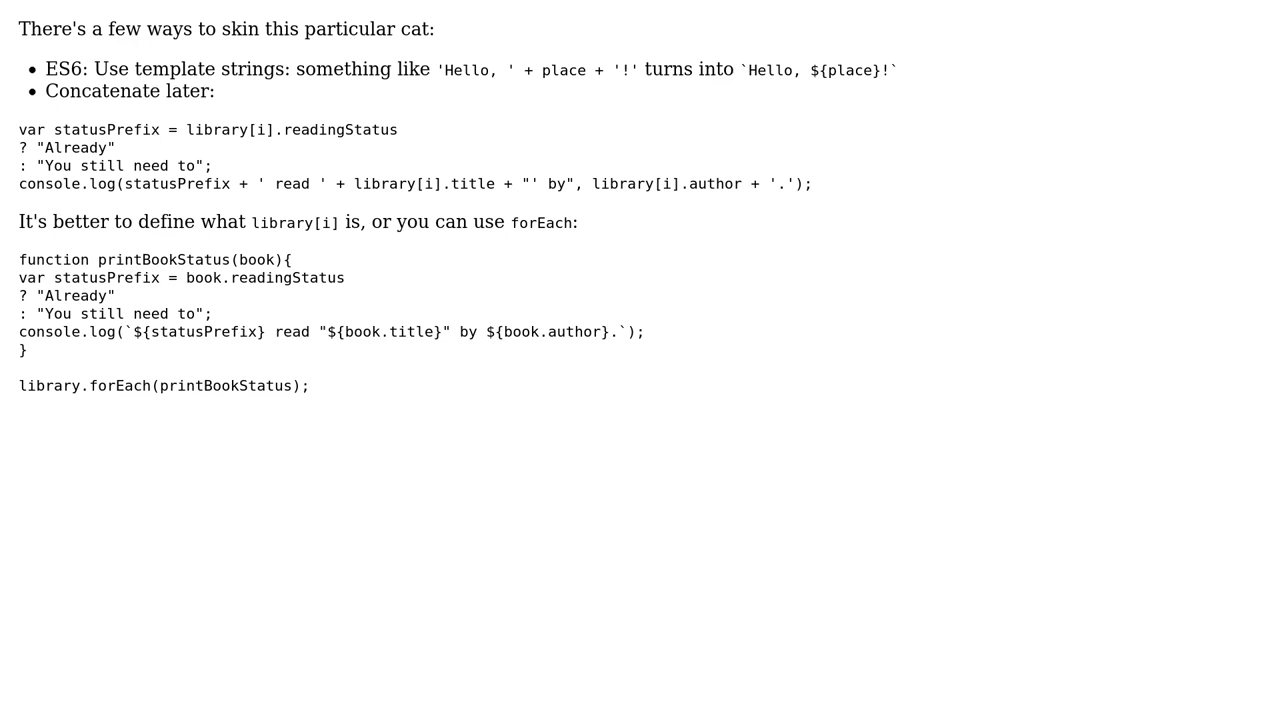 There's a few ways to skin this particular cat:
• ES6: Use template strings: something like 'Hello, ' + place + '!' turns into `Hello, ${place}!`
• Concatenate later:
var statusPrefix = library[i].readingStatus
? "Already"
: "You still need to";
console.log(statusPrefix + ' read ' + library[i].title + "' by", library[i].author + '.');
It's better to define what library[i] is, or you can use forEach:
function printBookStatus(book){
var statusPrefix = book.readingStatus
? "Already"
: "You still need to";
console.log(`${statusPrefix} read "${book.title}" by ${book.author}.`);
}
library.forEach(printBookStatus);